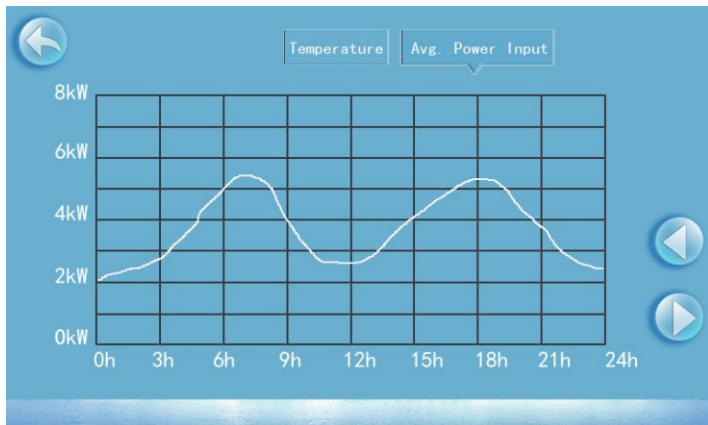 Temperature Avg. Power Input
8kW
6kW
4kW
2kW
0kW
0h 3h 6h 9h 12h 15h 18h 21h 24h